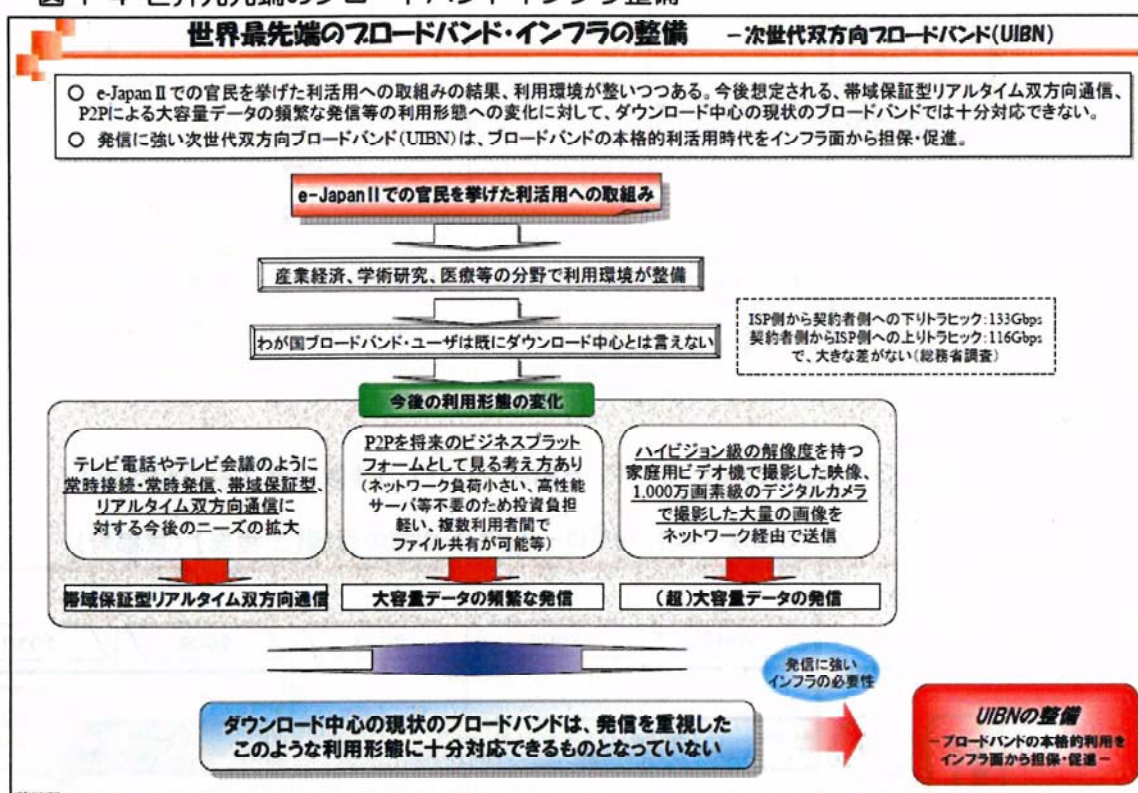 世界最先端のブロードバンド・インフラの整備 －次世代双方向ブロードバンド(UIBN)
○ e-JapanⅡでの官民を挙げた利活用への取組みの結果、利用環境が整いつつある。今後想定される、帯域保証型リアルタイム双方向通信、
P2Pによる大容量データの頻繁な発信等の利用形態への変化に対して、ダウンロード中心の現状のブロードバンドでは十分対応できない。
○ 発信に強い次世代双方向ブロードバンド(UIBN)は、ブロードバンドの本格的利活用時代をインフラ面から担保・促進。
e-JapanⅡでの官民を挙げた利活用への取組み
産業経済、学術研究、医療等の分野で利用環境が整備
わが国ブロードバンド・ユーザは既にダウンロード中心とは言えない
ISP側から契約者側への下りトラヒック:133Gbps
契約者側からISP側への上りトラヒック:116Gbps
で、大きな差がない(総務省調査)
今後の利用形態の変化
テレビ電話やテレビ会議のように
常時接続・常時発信、帯域保証型、
リアルタイム双方向通信に
対する今後のニーズの拡大
P2Pを将来のビジネスプラット
フォームとして見る考え方あり
(ネットワーク負荷小さい、高性能
サーバ等不要のため投資負担
軽い、複数利用者間で
ファイル共有が可能等)
ハイビジョン級の解像度を持つ
家庭用ビデオ機で撮影した映像、
1,000万画素級のデジタルカメラ
で撮影した大量の画像を
ネットワーク経由で送信
帯域保証型リアルタイム双方向通信
大容量データの頻繁な発信
(超)大容量データの発信
発信に強い
インフラの必要性
ダウンロード中心の現状のブロードバンドは、発信を重視した
このような利用形態に十分対応できるものとなっていない
UIBNの整備
－ブロードバンドの本格的利用を
インフラ面から担保・促進－